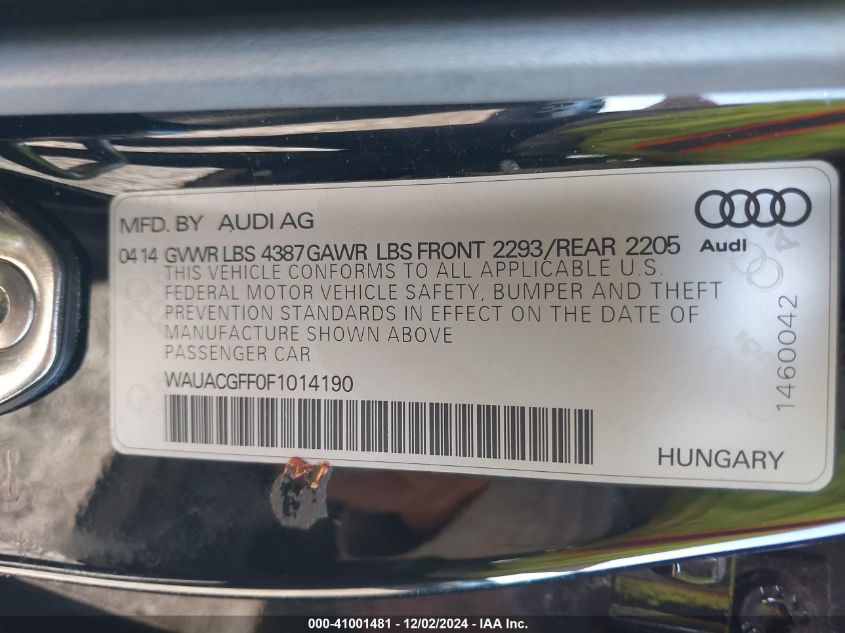 MFD. BY AUDI AG
Audi
0414 GVWR LBS 4387 GAWR LBS FRONT 2293/REAR 2205
THIS VEHICLE CONFORMS TO ALL APPLICABLE U.S.
FEDERAL MOTOR VEHICLE SAFETY, BUMPER AND THEFT
PREVENTION STANDARDS IN EFFECT ON THE DATE OF
MANUFACTURE SHOWN ABOVE
PASSENGER CAR
WAUACGFF0F1014190
1460042
HUNGARY
000-41001481 - 12/02/2024 - © IAA, Inc.